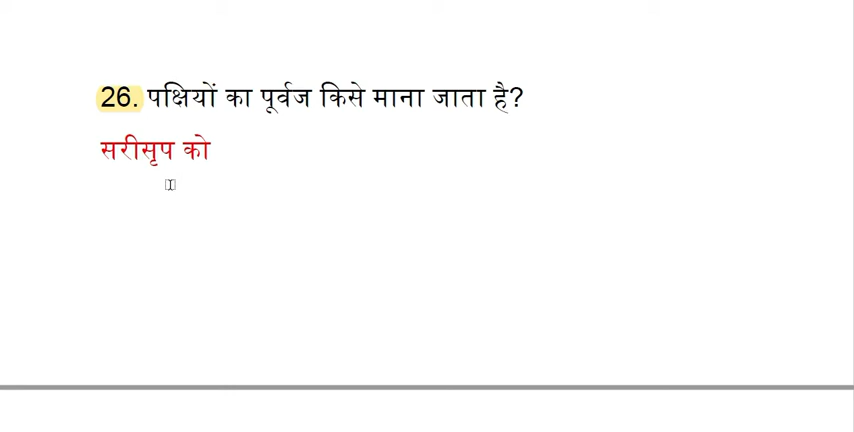 26. पक्षियों का पूर्वज किसे माना जाता है?
सरीसृप को